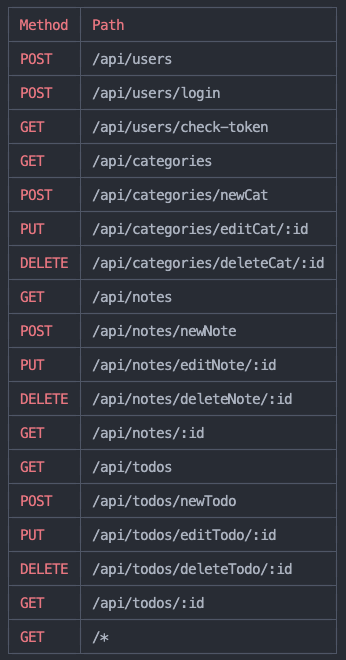 Method Path
POST /api/users
POST /api/users/login
GET /api/users/check-token
GET /api/categories
POST /api/categories/newCat
PUT /api/categories/editCat/:id
DELETE /api/categories/deleteCat/:id
GET /api/notes
POST /api/notes/newNote
PUT /api/notes/editNote/:id
DELETE /api/notes/deleteNote/:id
GET /api/notes/:id
GET /api/todos
POST /api/todos/newTodo
PUT /api/todos/editTodo/:id
DELETE /api/todos/deleteTodo/:id
GET /api/todos/:id
GET /*